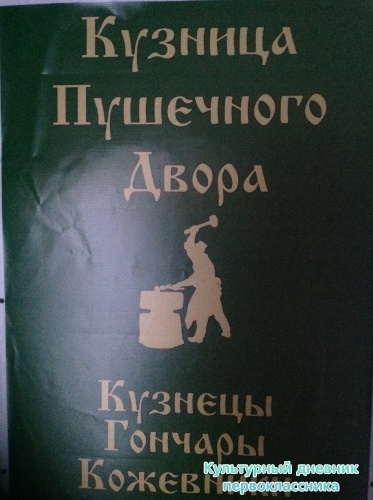 Кузница
Пушечного
Двора
Кузнецы
Гончары
Культурный дневник
первоклассника